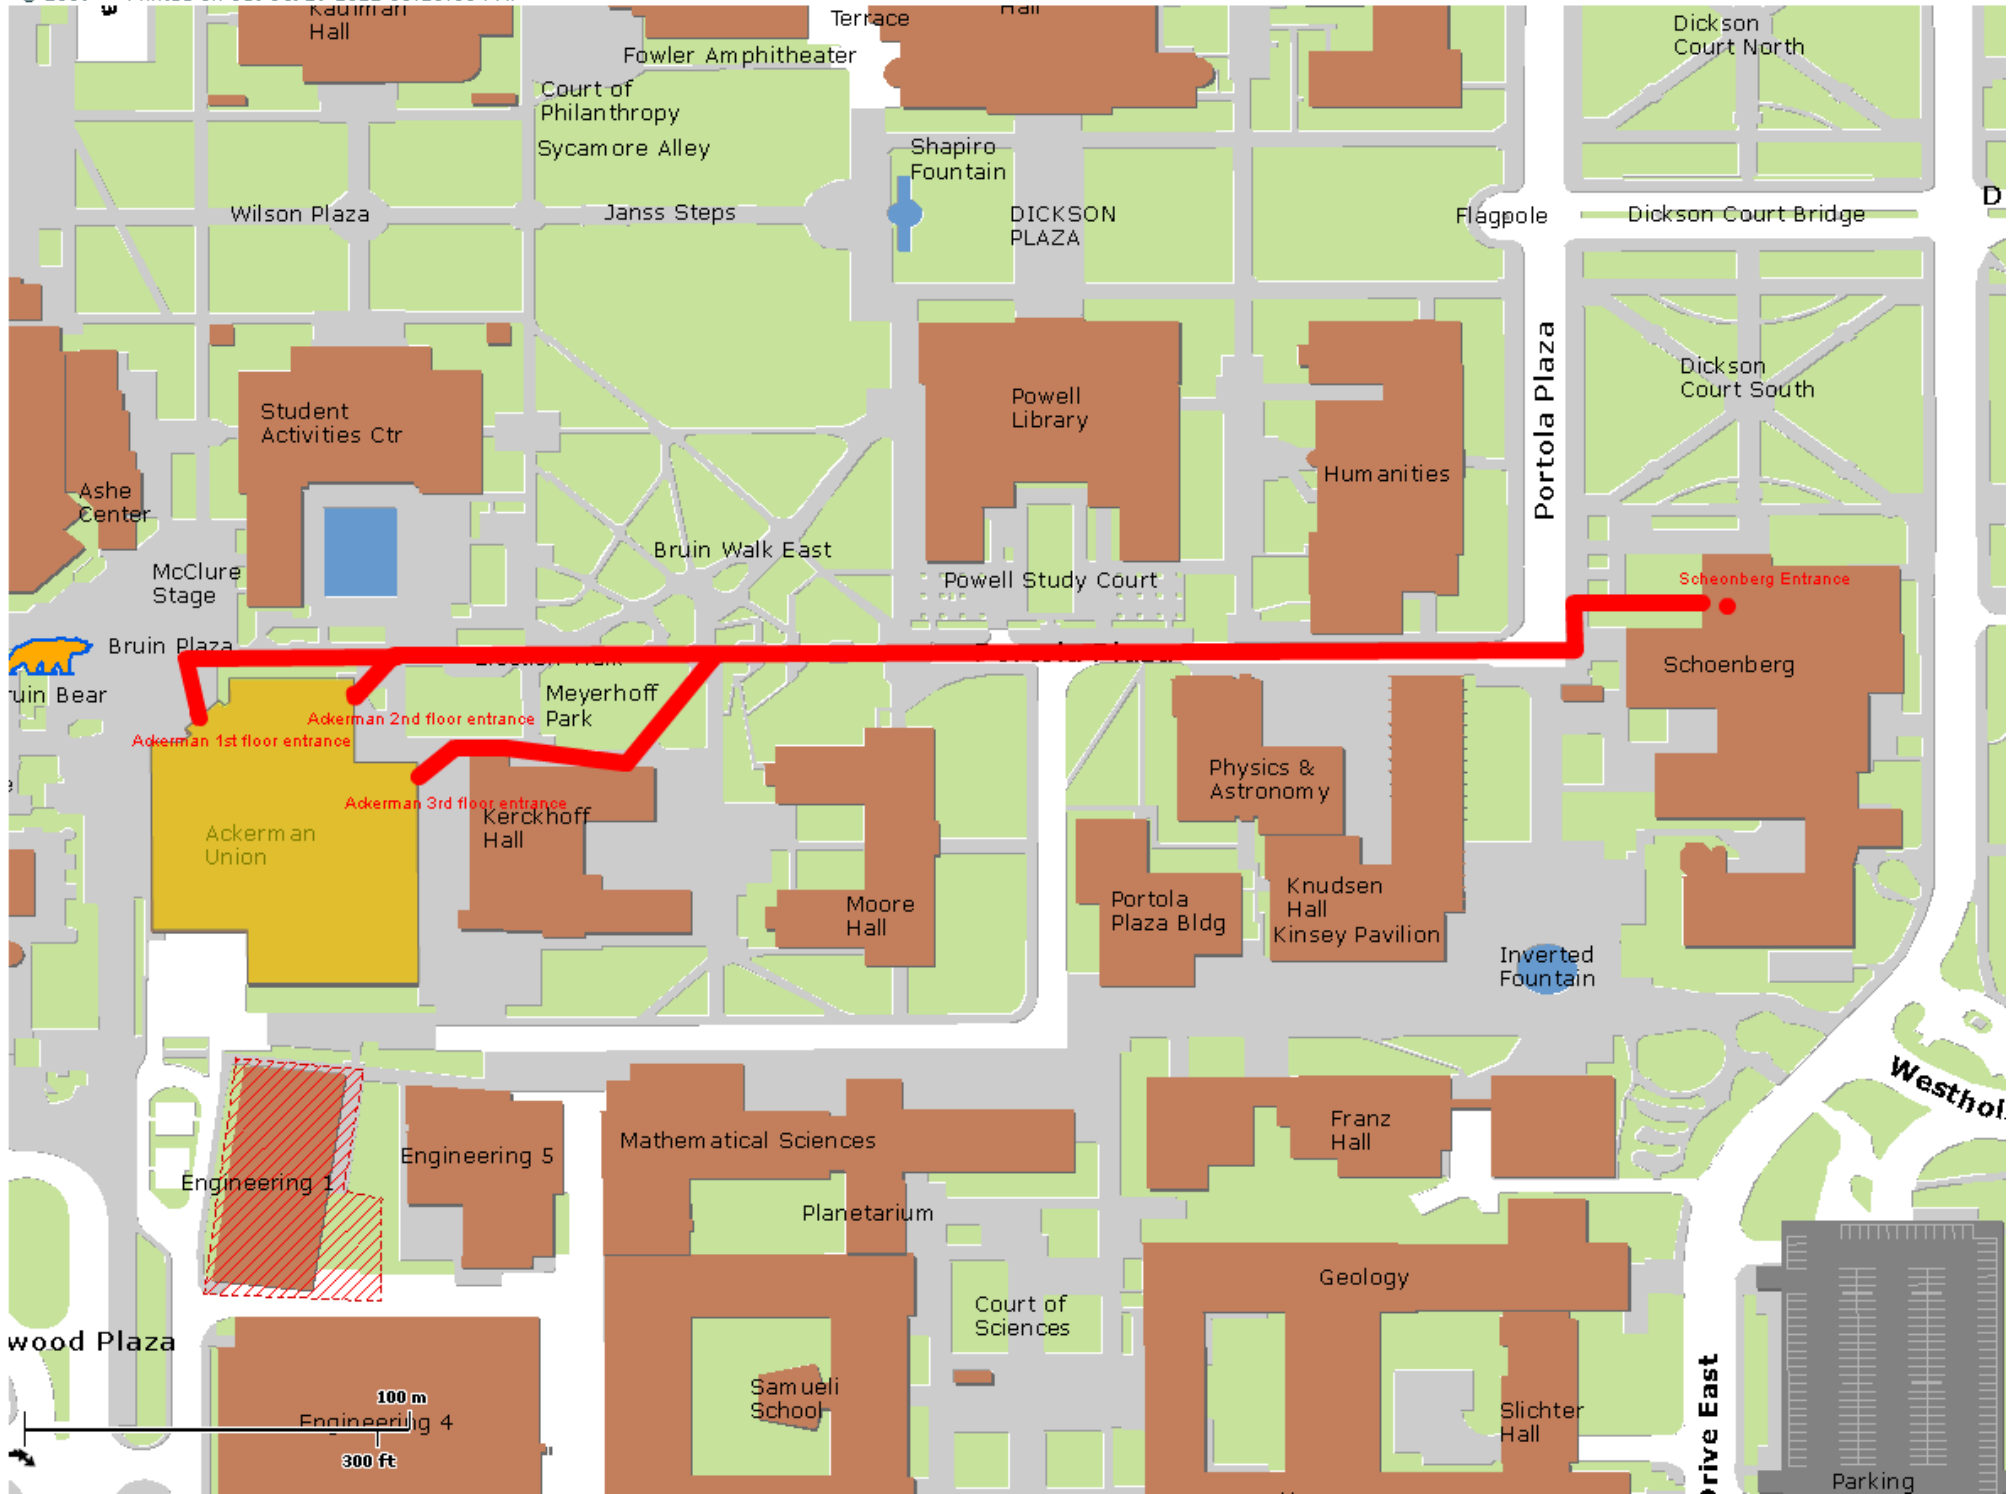 Kaufman
Hall
Terrace
Hall
Fowler Amphitheater
Dickson
Court North
Court of
Philanthropy
Sycamore Alley
Shapiro
Fountain
Wilson Plaza
Janss Steps
DICKSON
PLAZA
Flagpole
Dickson Court Bridge
D
Portola Plaza
Dickson
Court South
Student
Activities Ctr
Powell
Library
Humanities
Ashe
Center
McClure
Stage
Bruin Walk East
Powell Study Court
Scheonberg Entrance
Bruin Plaza
Schoenberg
ruin Bear
Meyerhoff
Park
Ackerman 2nd floor entrance
Ackerman 1st floor entrance
Ackerman 3rd floor entrance
Kerckhoff
Hall
Ackerman
Union
Physics &
Astronomy
Moore
Hall
Portola
Plaza Bldg
Knudsen
Hall
Kinsey Pavilion
Inverted
Fountain
Westhol
Engineering 1
Engineering 5
Mathematical Sciences
Planetarium
Franz
Hall
Geology
Court of
Sciences
wood Plaza
100 m
300 ft
Engineering 4
Samueli
School
Slichter
Hall
Drive East
Parking